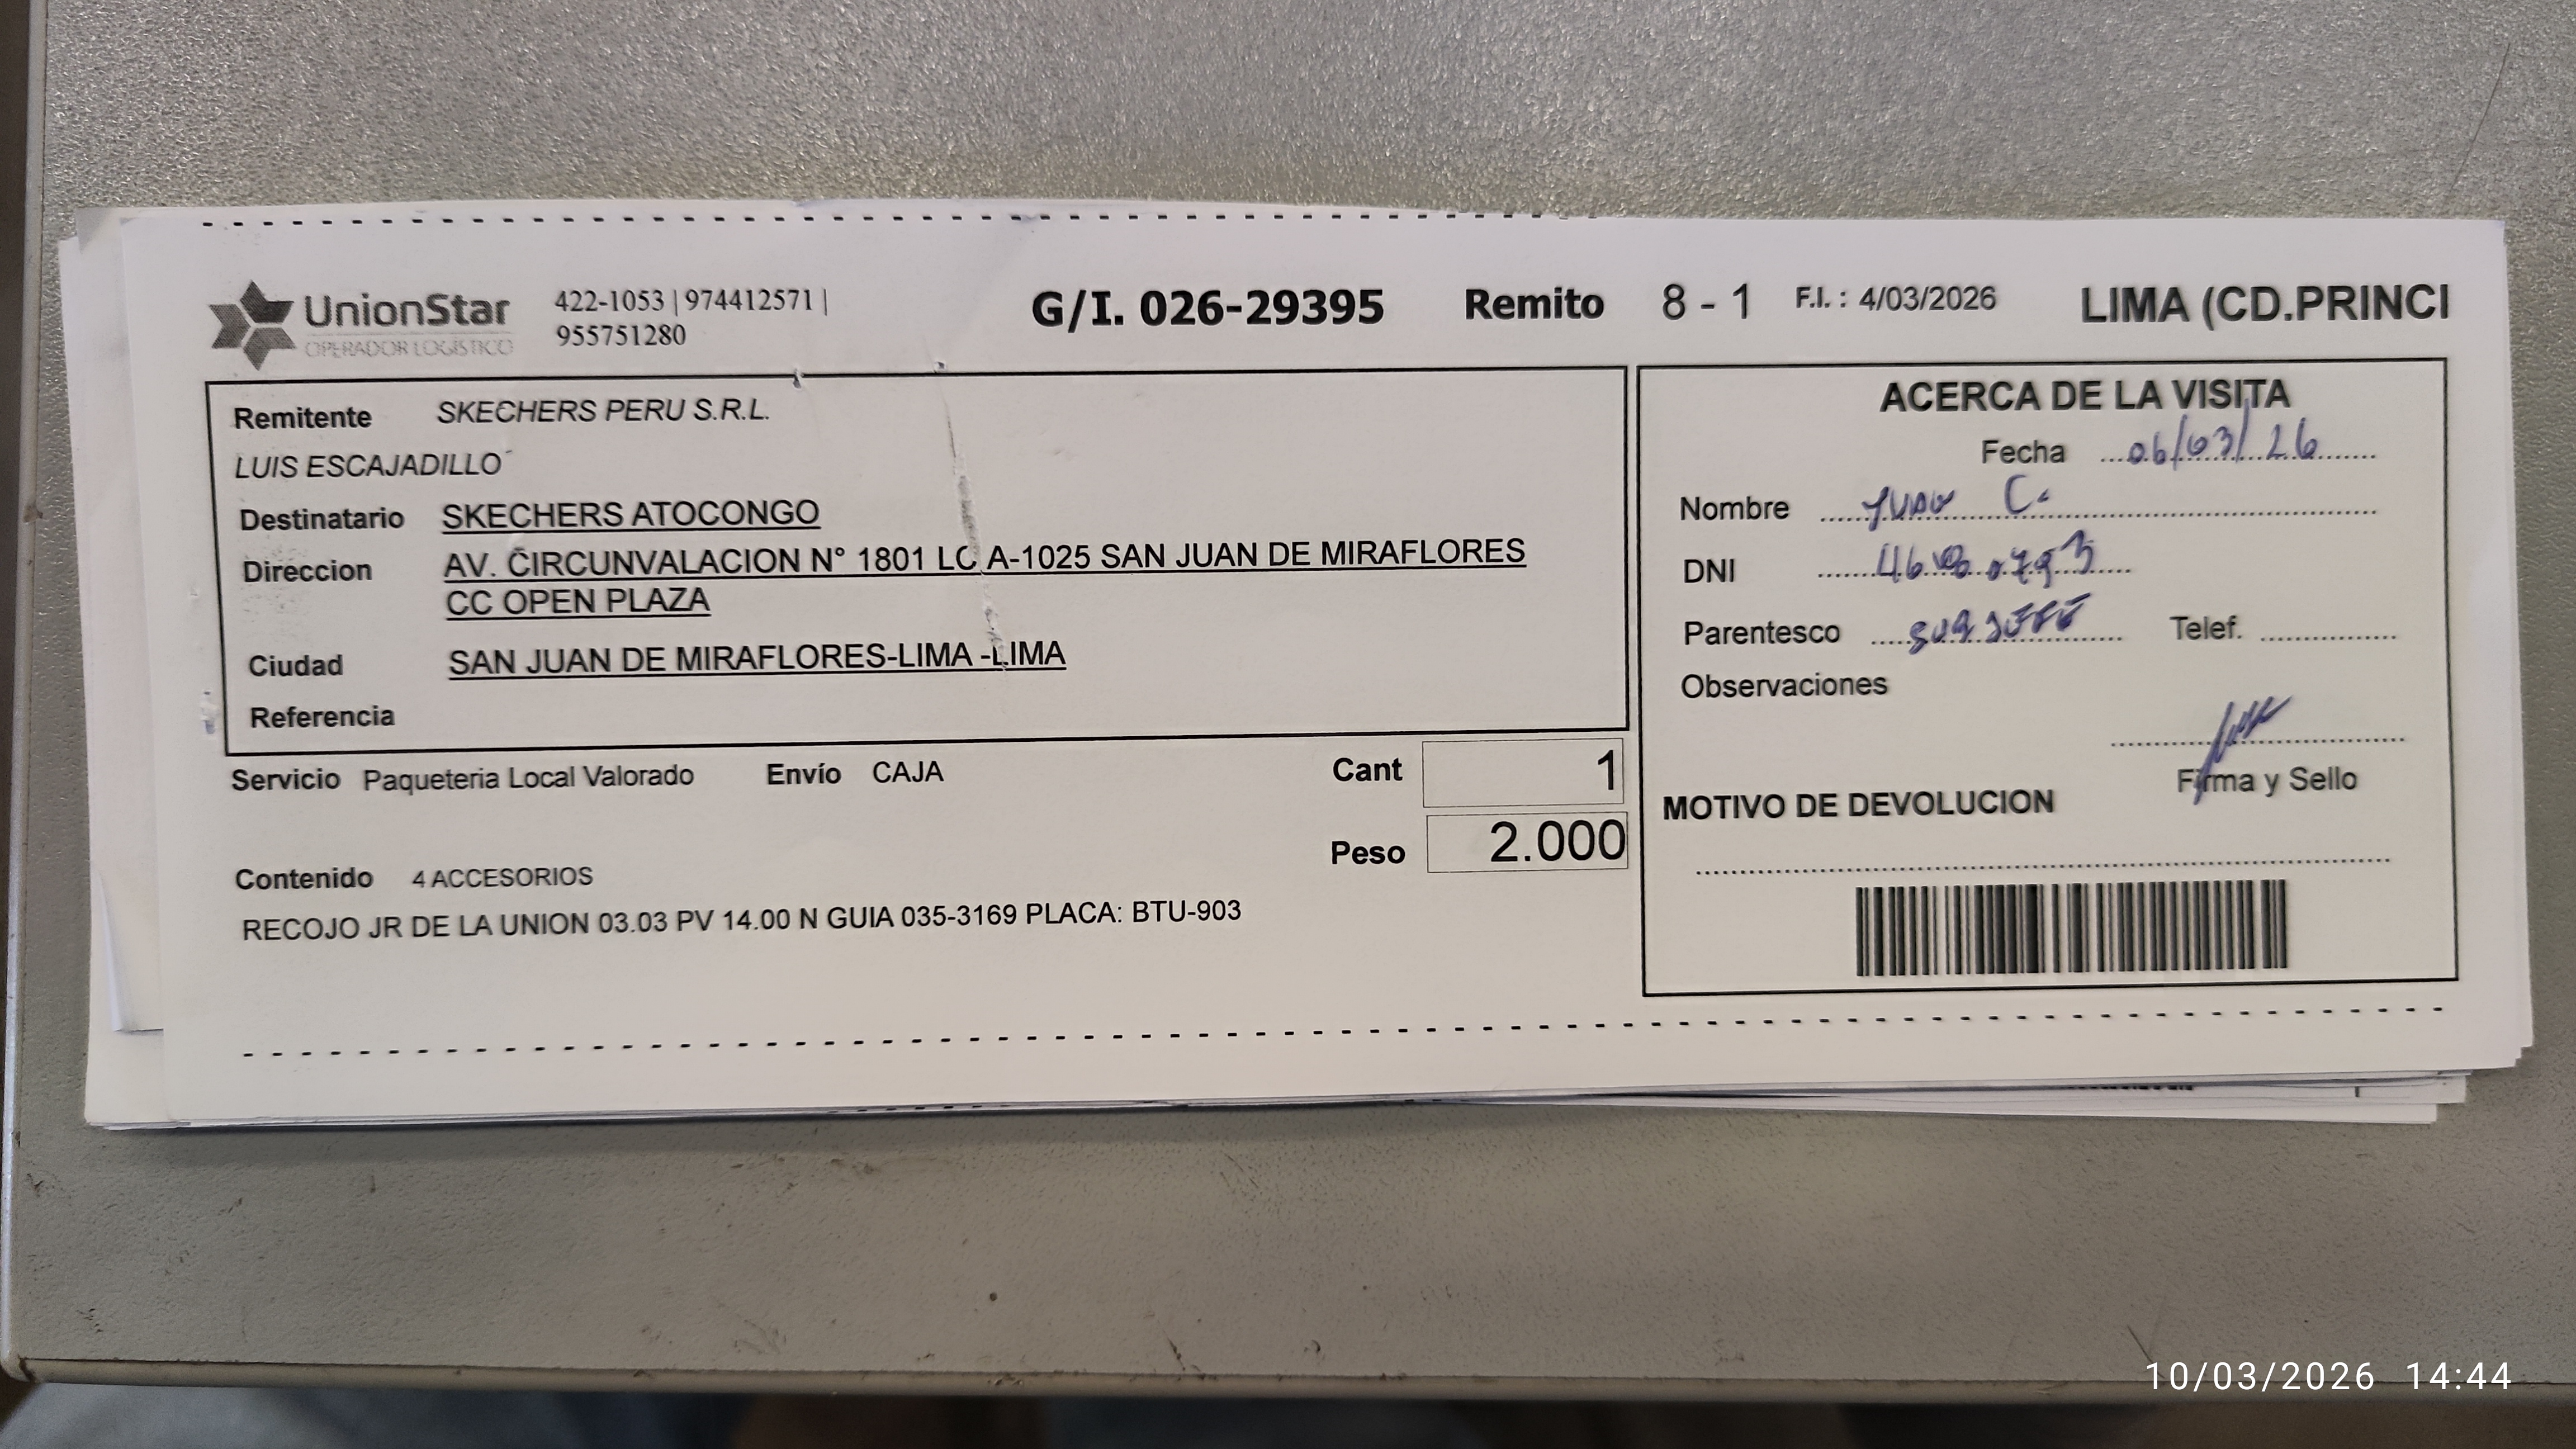 UnionStar
OPERADOR LOGISTICO
422-1053 | 974412571 |
955751280
G/I. 026-29395 Remito 8 - 1 F.I. : 4/03/2026 LIMA (CD.PRINCI
Remitente SKECHERS PERU S.R.L.
LUIS ESCAJADILLO
Destinatario SKECHERS ATOCONGO
Direccion AV. CIRCUNVALACION N° 1801 LC A-1025 SAN JUAN DE MIRAFLORES
CC OPEN PLAZA
Ciudad SAN JUAN DE MIRAFLORES-LIMA -LIMA
Referencia
Servicio Paqueteria Local Valorado Envío CAJA
Cant 1
Peso 2.000
Contenido 4 ACCESORIOS
RECOJO JR DE LA UNION 03.03 PV 14.00 N GUIA 035-3169 PLACA: BTU-903
ACERCA DE LA VISITA
Fecha 06/03/26
Nombre Juan C.
DNI
Parentesco
Telef.
Observaciones
Firma y Sello
MOTIVO DE DEVOLUCION
10/03/2026 14:44